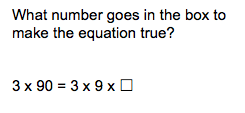 What number goes in the box to
make the equation true?
3 x 90 = 3 x 9 x □